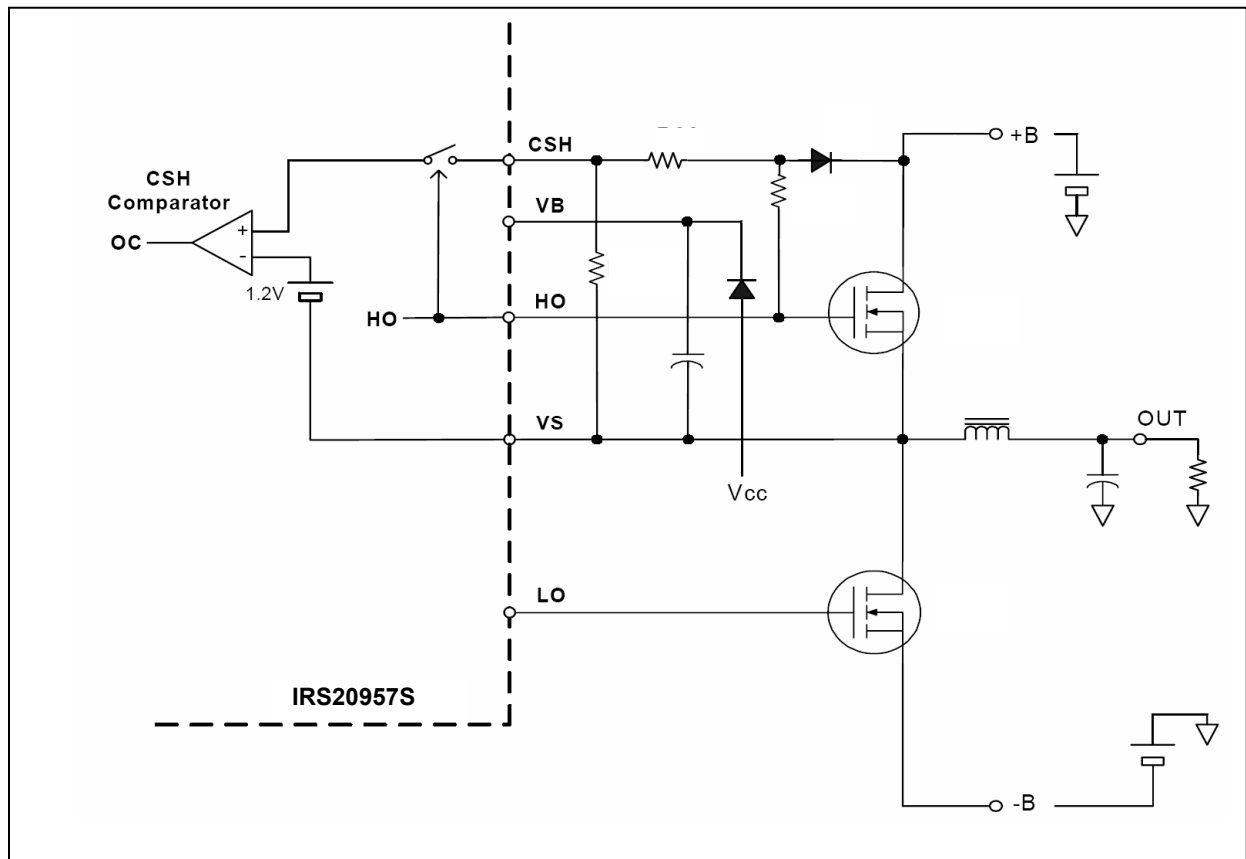 CSH
+B
CSH
Comparator
VB
OC
+
-
1.2V
HO
HO
VS
OUT
Vcc
LO
IRS20957S
-B